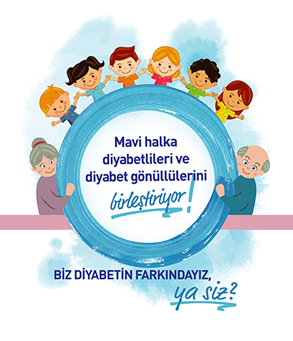 Mavi halka
diyabetlileri ve
diyabet gönüllülerini
birleştiriyor!
BİZ DİYABETİN FARKINDAYIZ,
ya siz?